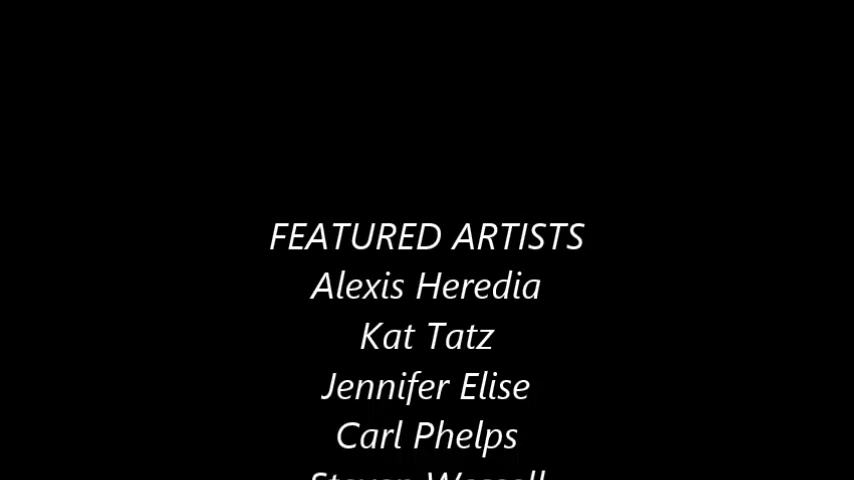 FEATURED ARTISTS
Alexis Heredia
Kat Tatz
Jennifer Elise
Carl Phelps